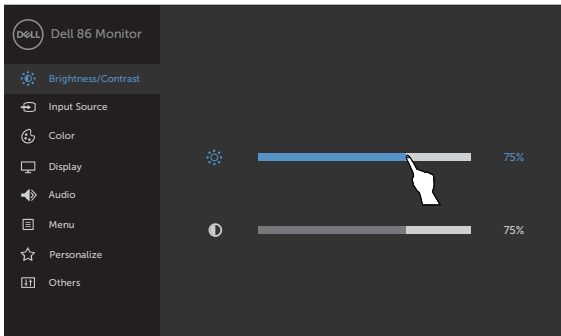 DELL
Dell 86 Monitor
Brightness/Contrast
Input Source
Color
Display
Audio
Menu
Personalize
Others
75%
75%